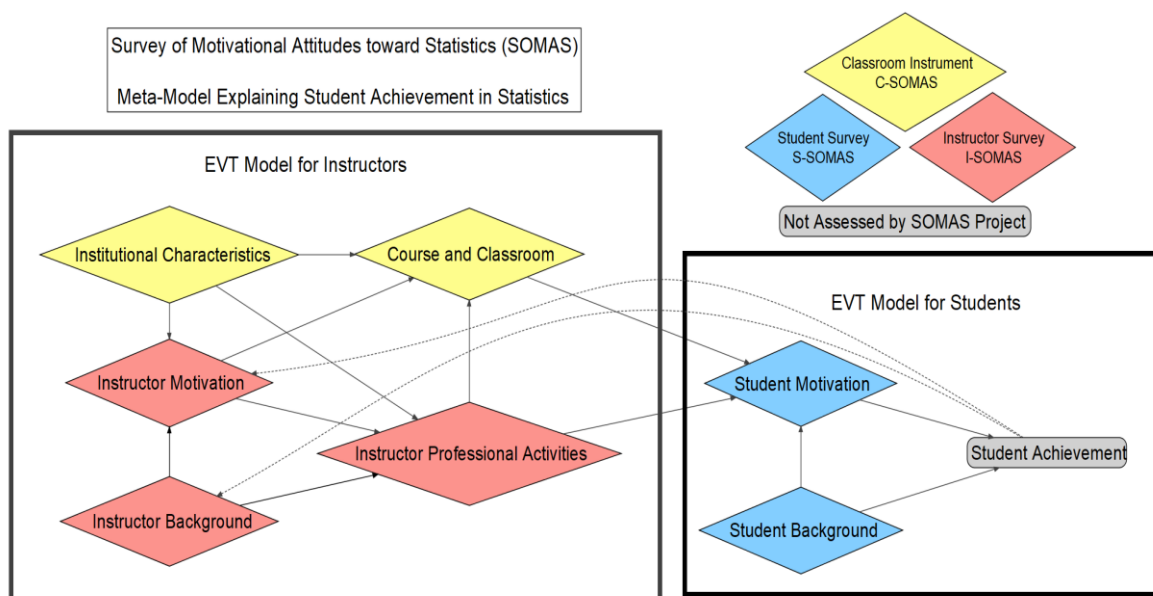 Survey of Motivational Attitudes toward Statistics (SOMAS)
Meta-Model Explaining Student Achievement in Statistics
Classroom Instrument
C-SOMAS
Student Survey
S-SOMAS
Instructor Survey
I-SOMAS
Not Assessed by SOMAS Project
EVT Model for Instructors
Institutional Characteristics
Course and Classroom
Instructor Motivation
Instructor Professional Activities
Instructor Background
EVT Model for Students
Student Motivation
Student Achievement
Student Background